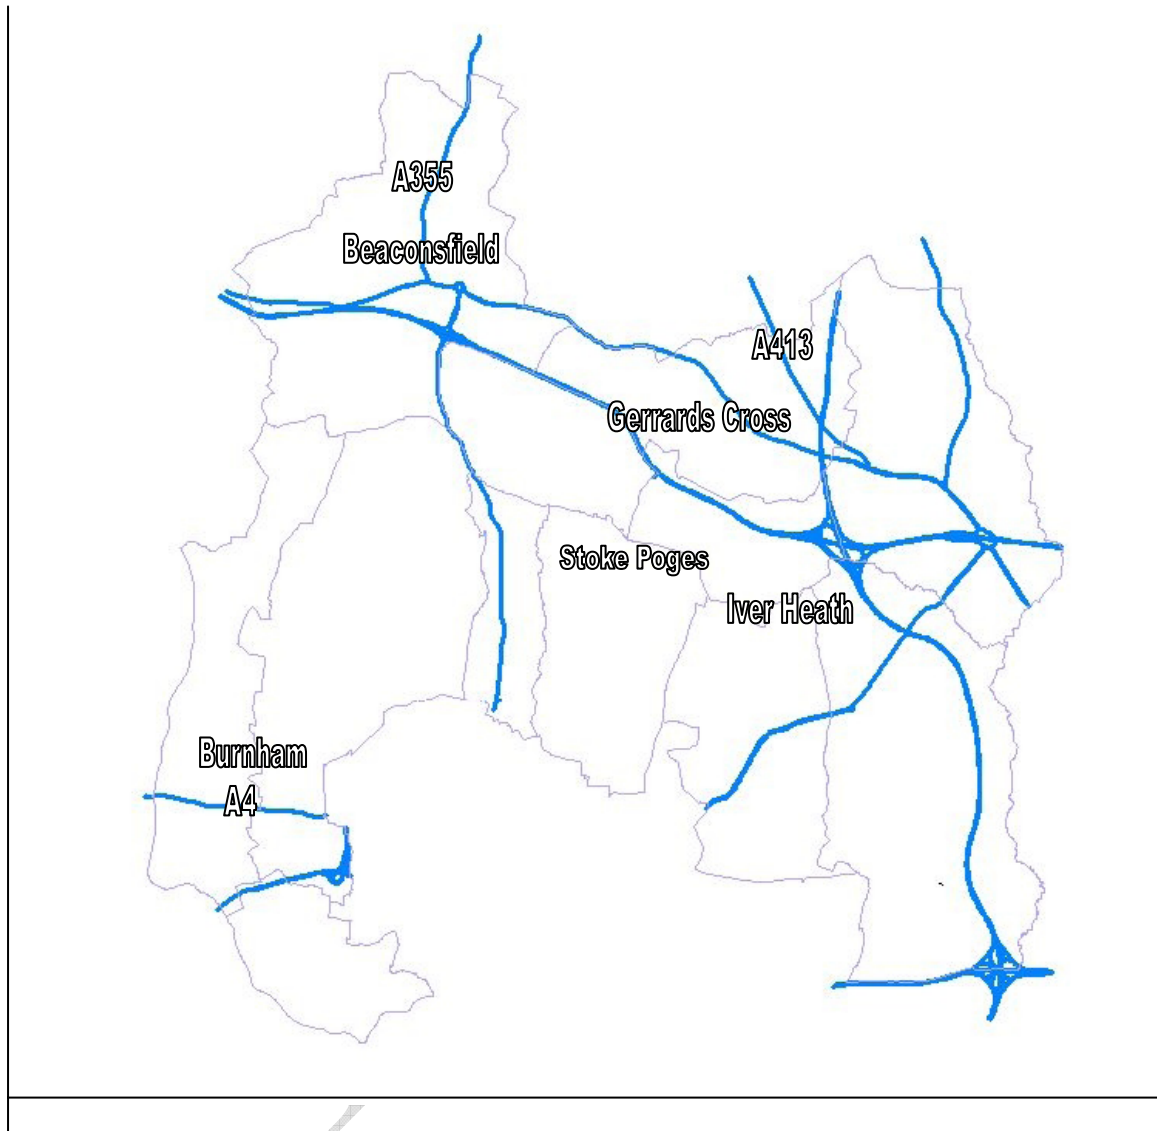 A355
Beaconsfield
A413
Gerrards Cross
Stoke Poges
Iver Heath
Burnham
A4